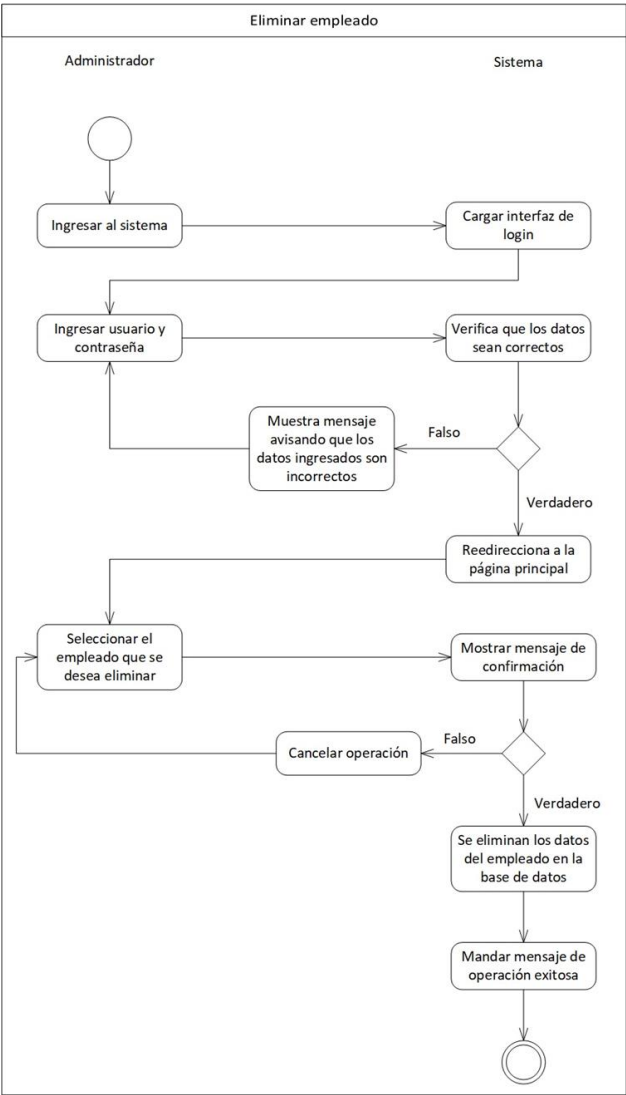 Eliminar empleado
Administrador
Sistema
Ingresar al sistema
Cargar interfaz de
login
Ingresar usuario y
contraseña
Verifica que los datos
sean correctos
Muestra mensaje
avisando que los
datos ingresados son
incorrectos
Falso
Verdadero
Reedirecciona a la
página principal
Seleccionar el
empleado que se
desea eliminar
Mostrar mensaje de
confirmación
Cancelar operación
Falso
Verdadero
Se eliminan los datos
del empleado en la
base de datos
Mandar mensaje de
operación exitosa